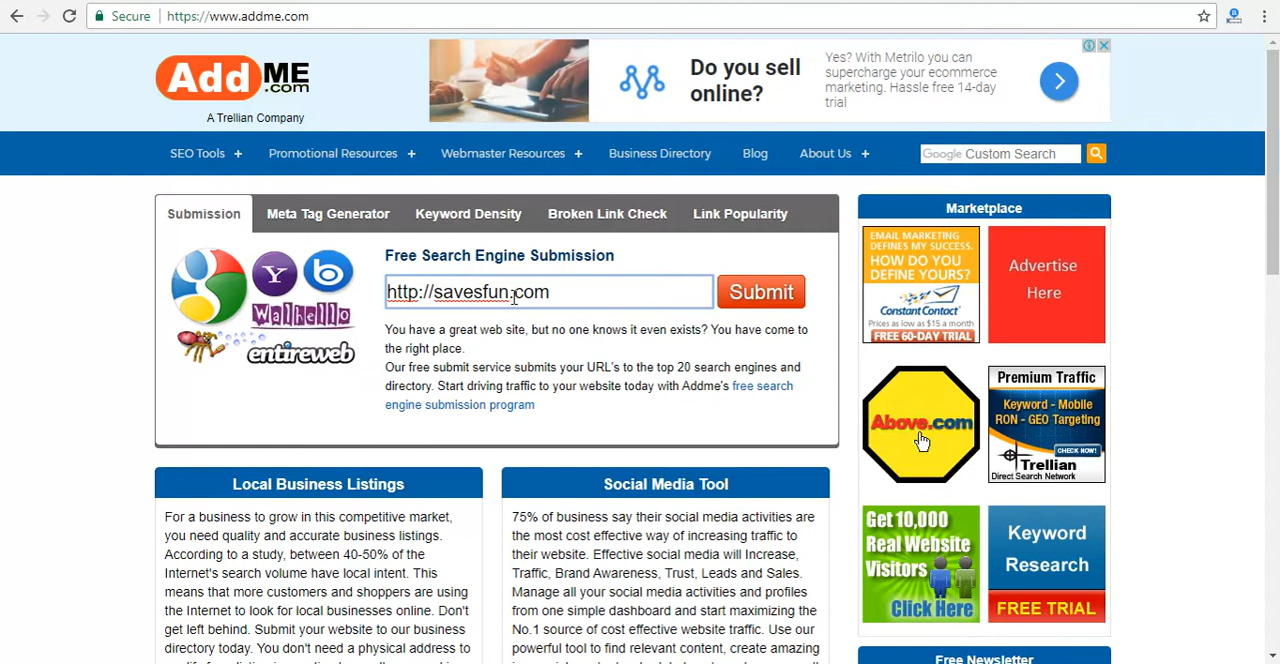 Secure
https://www.addme.com
Add ME
.com
A Trellian Company
Do you sell
online?
Yes? With Metrilo you can
supercharge your ecommerce
marketing. Hassle free 14-day
trial
SEO Tools +
Promotional Resources +
Webmaster Resources +
Business Directory
Blog
About Us +
Google Custom Search
Submission
Meta Tag Generator
Keyword Density
Broken Link Check
Link Popularity
Y
b
Walhello
entireweb
Free Search Engine Submission
http://savesfun.com
Submit
You have a great web site, but no one knows it even exists? You have come to
the right place.
Our free submit service submits your URL's to the top 20 search engines and
directory. Start driving traffic to your website today with Addme's free search
engine submission program
Marketplace
EMAIL MARKETING
DEFINES MY SUCCESS.
HOW DO YOU
DEFINE YOURS?
Constant Contact
Prices as low as $15 a month
FREE 60-DAY TRIAL
Advertise
Here
Above.com
Premium Traffic
Keyword - Mobile
RON - GEO Targeting
CHECK NOW!
Trellian
Direct Search Network
Get 10,000
Real Website
Visitors
Click Here
Keyword
Research
FREE TRIAL
Free Newsletter
Local Business Listings
For a business to grow in this competitive market,
you need quality and accurate business listings.
According to study, between 40-50% of the
Internet's search volume have local intent. This
means that more customers and shoppers are using
the Internet to look for local businesses online. Don't
get left behind. Submit your website to our business
directory today. You don't need a physical address
Social Media Tool
75% of business say their social media activities are
the most cost effective way of increasing traffic to
their website. Effective social media will Increase,
Traffic, Brand Awareness, Trust, Leads and Sales.
Manage all your social media activities and profiles
from one simple dashboard and start maximizing the
No.1 source of cost effective website traffic. Use our
powerful tool to find relevant content, create amazing